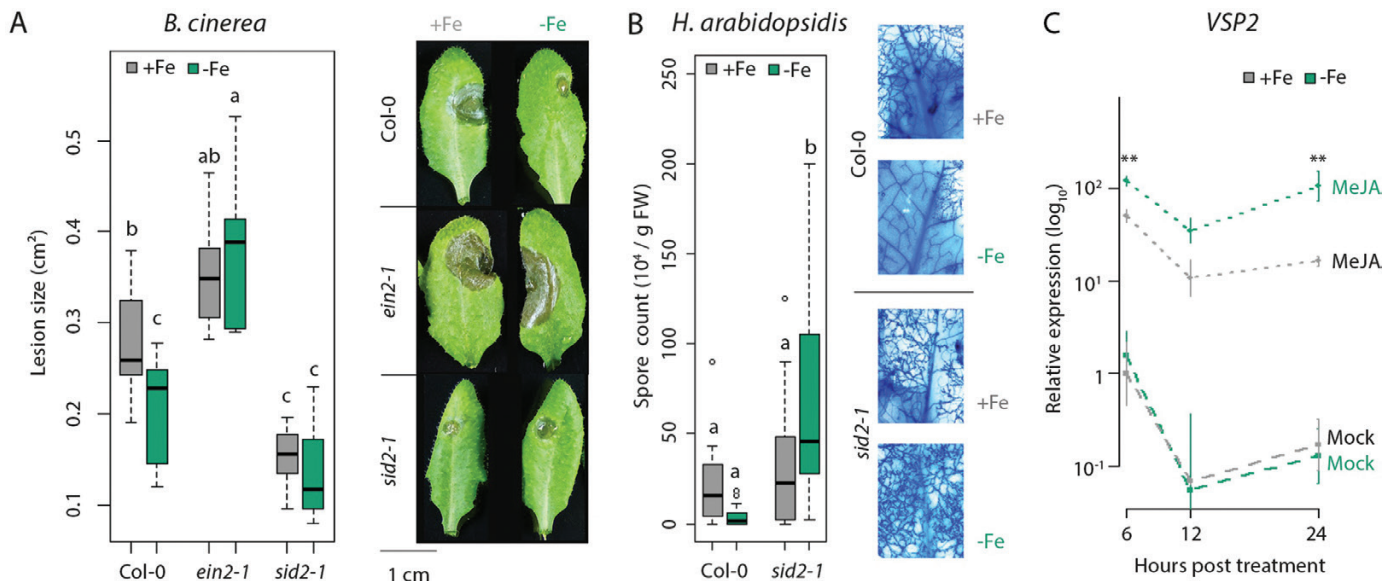 A
B. cinerea
+Fe
-Fe
Lesion size (cm²)
0.5
0.4
0.3
0.2
0.1
b
c
ab
a
c
c
Col-0
ein2-1
sid2-1
+Fe
-Fe
Col-0
ein2-1
sid2-1
1 cm
B
H. arabidopsidis
+Fe
-Fe
Spore count (10⁴ / g FW)
250
200
150
100
50
0
a
a
a
b
Col-0
sid2-1
Col-0
+Fe
-Fe
sid2-1
+Fe
-Fe
C
VSP2
+Fe
-Fe
Relative expression (log₁₀)
10²
10¹
1
10⁻¹
**
**
MeJA
MeJA
Mock
Mock
6
12
24
Hours post treatment